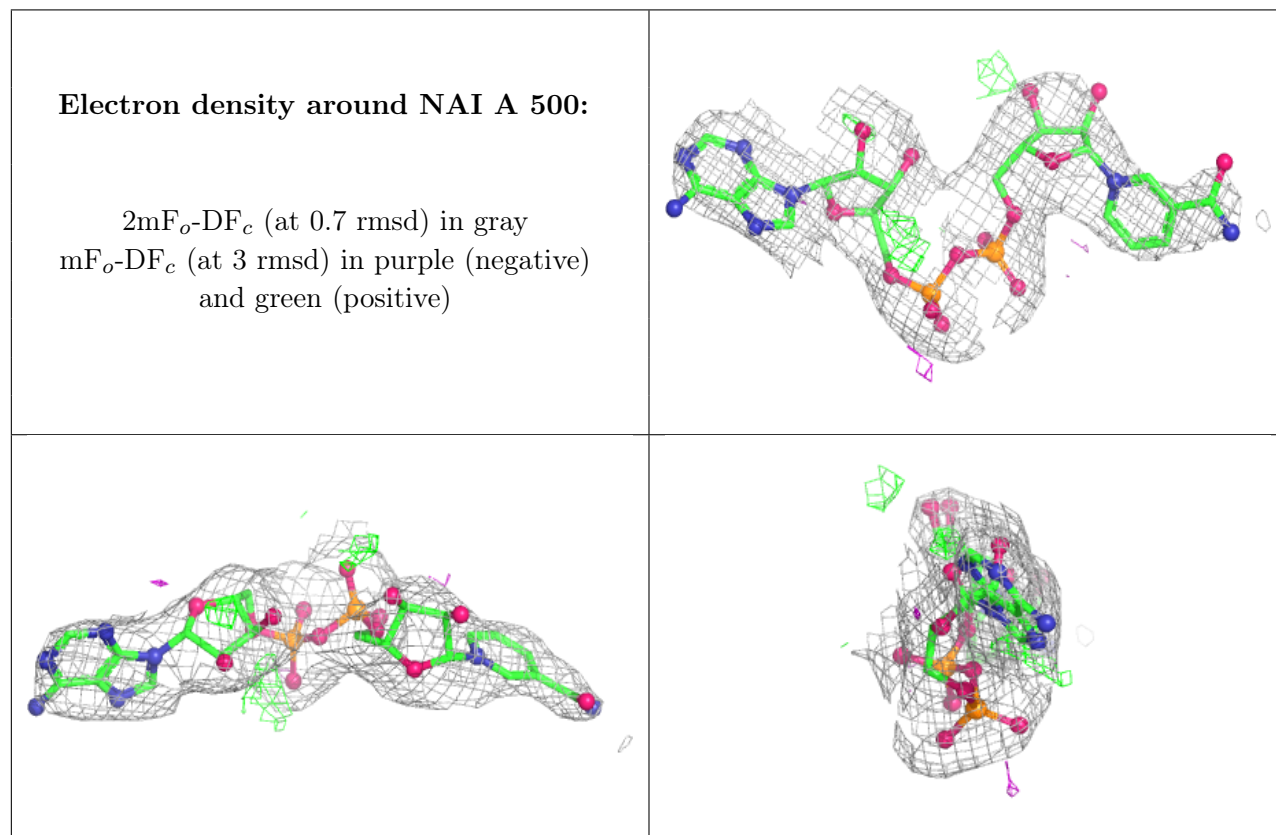 Electron density around NAI A 500:
2mFo-DFc (at 0.7 rmsd) in gray
mFo-DFc (at 3 rmsd) in purple (negative)
and green (positive)